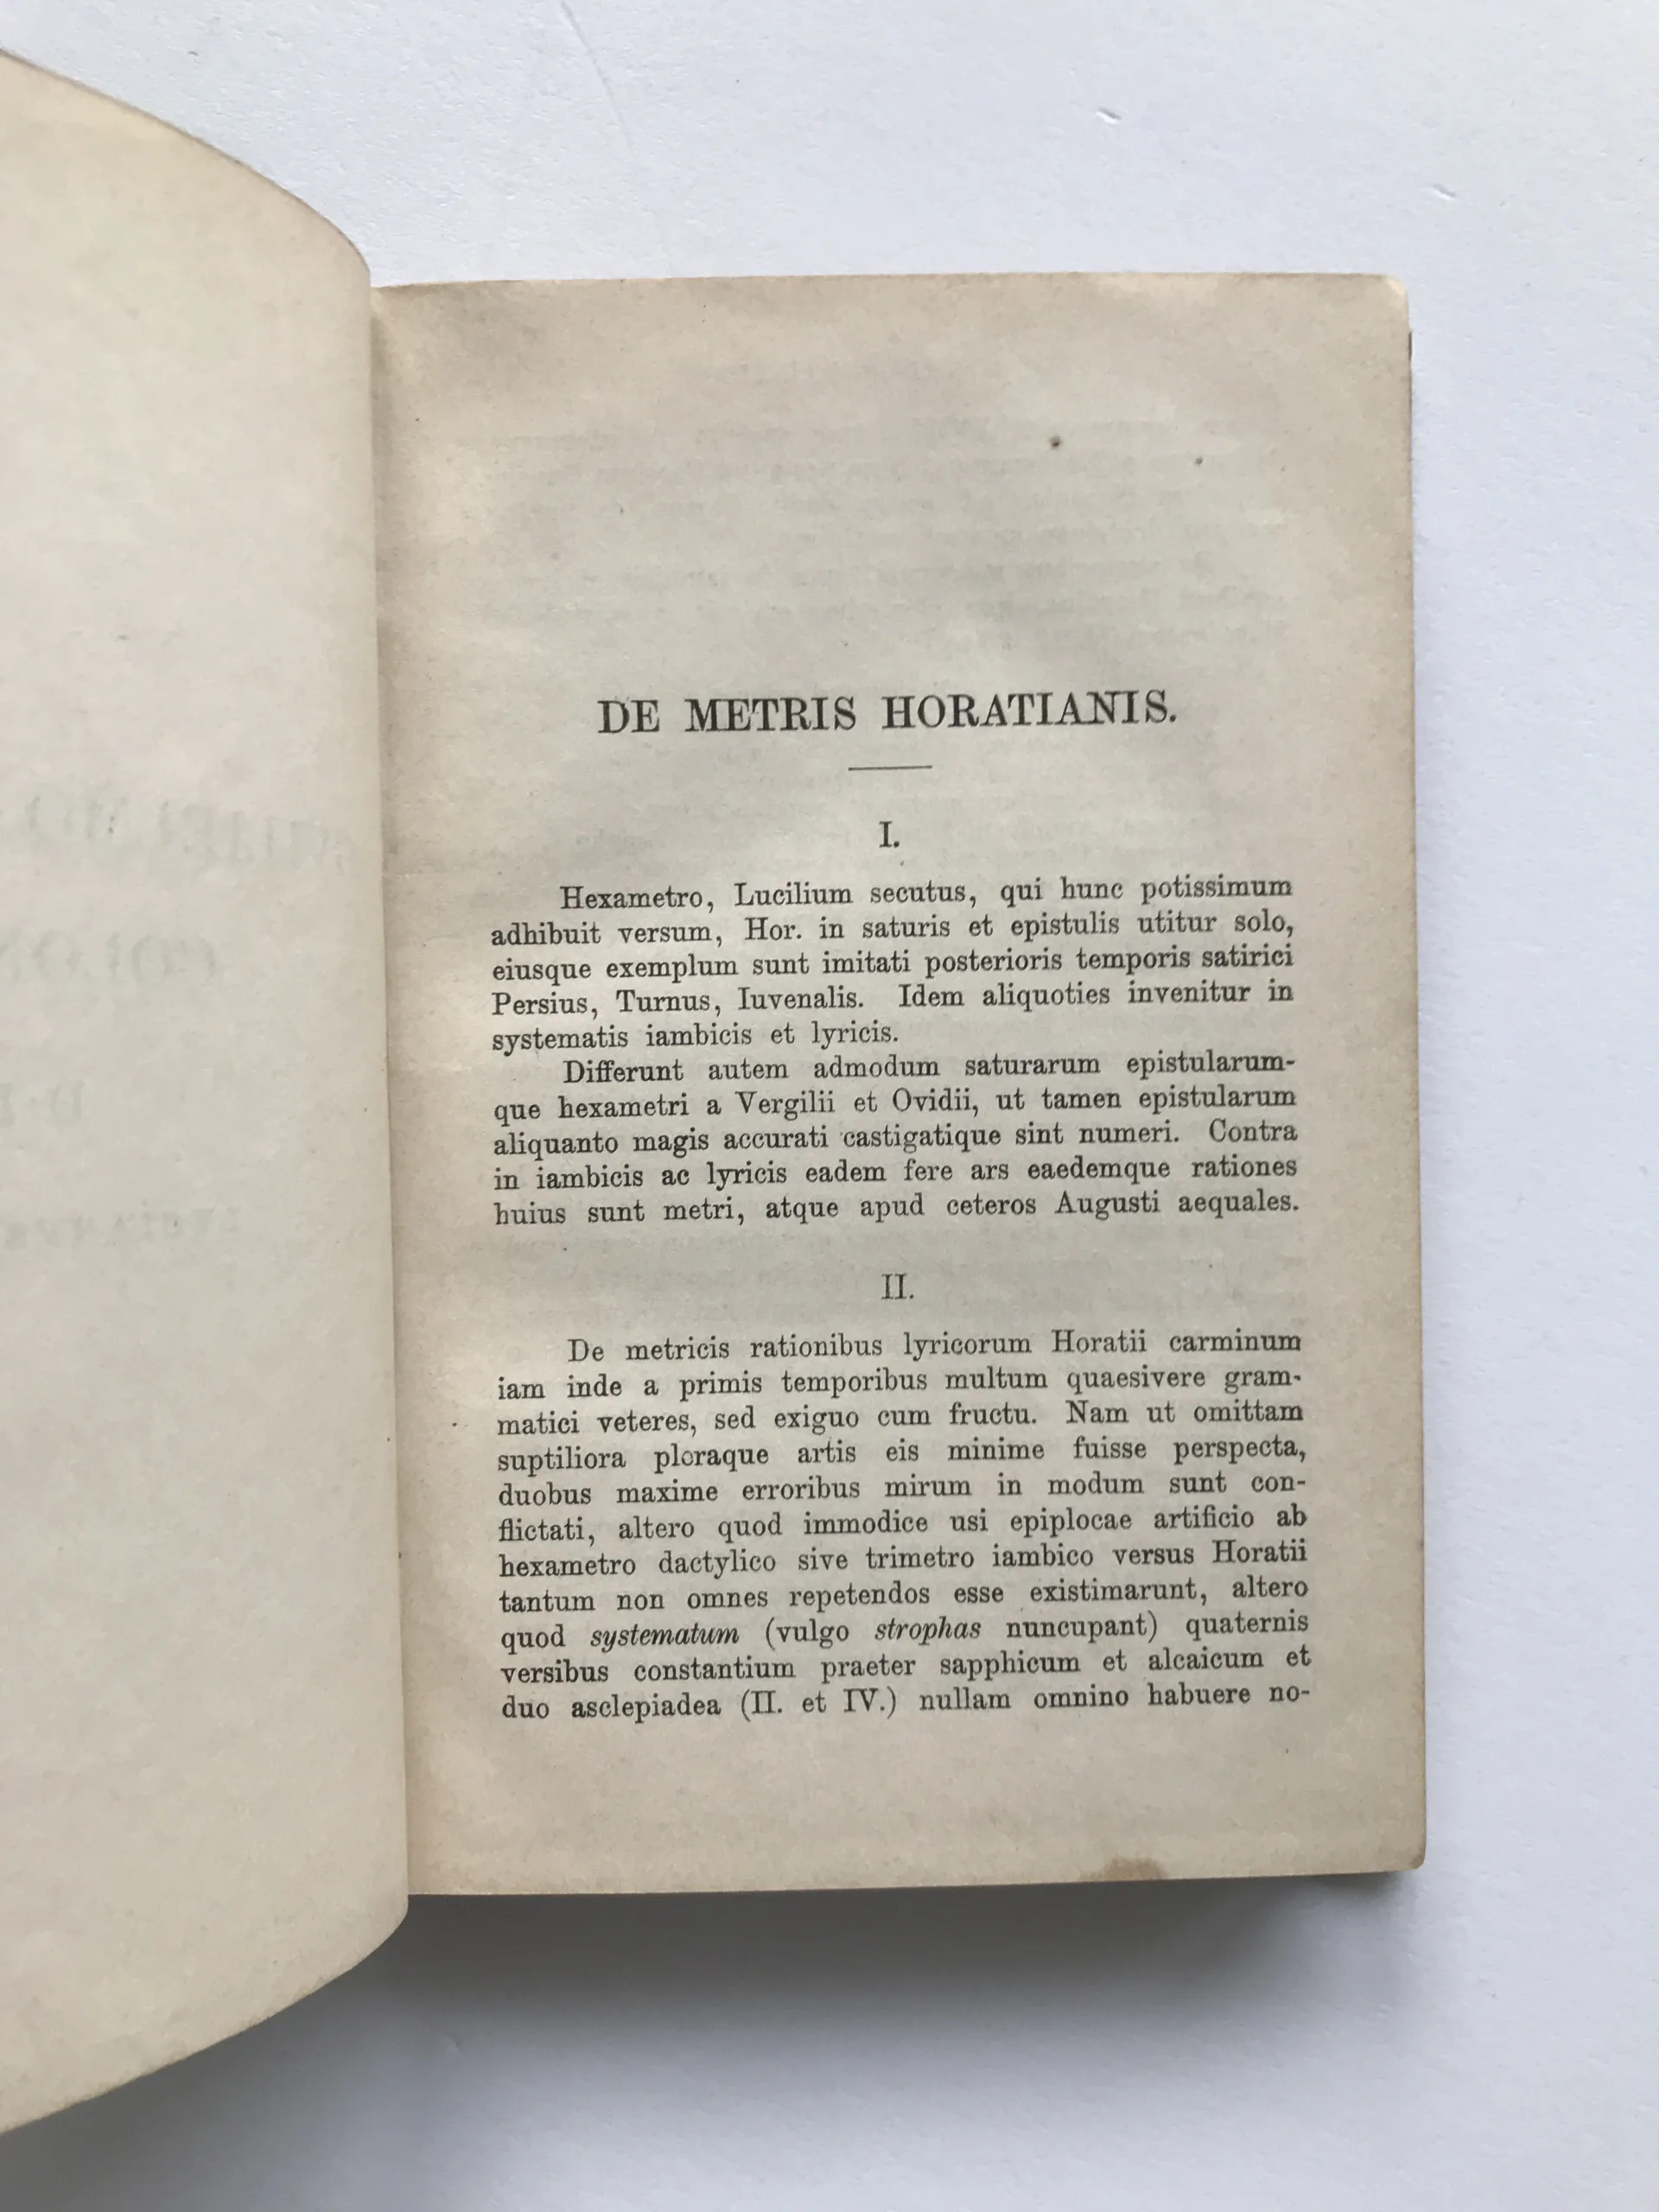 DE METRIS HORATIANIS.
I.
Hexametro, Lucilium secutus, qui hunc potissimum
adhibuit versum, Hor. in saturis et epistulis utitur solo,
eiusque exemplum sunt imitati posterioris temporis satirici
Persius, Turnus, Iuvenalis. Idem aliquoties invenitur in
systematis iambicis et lyricis.
Differunt autem admodum saturarum epistularum-
que hexametri a Vergilii et Ovidii, ut tamen epistularum
aliquanto magis accurati castigatique sint numeri. Contra
in iambicis ac lyricis eadem fere ars eaedemque rationes
huius sunt metri, atque apud ceteros Augusti aequales.
II.
De metricis rationibus lyricorum Horatii carminum
iam inde a primis temporibus multum quaesivere gram-
matici veteres, sed exiguo cum fructu. Nam ut omittam
suptiliora pleraque artis eis minime fuisse perspecta,
duobus maxime erroribus mirum in modum sunt con-
flictati, altero quod immodice usi epiplocae artificio ab
hexametro dactylico sive trimetro iambico versus Horatii
tantum non omnes repetendos esse existimarunt, altero
quod systematum (vulgo strophas nuncupant) quaternis
versibus constantium praeter sapphicum et alcaicum et
duo asclepiadea (II. et IV.) nullam omnino habuere no-